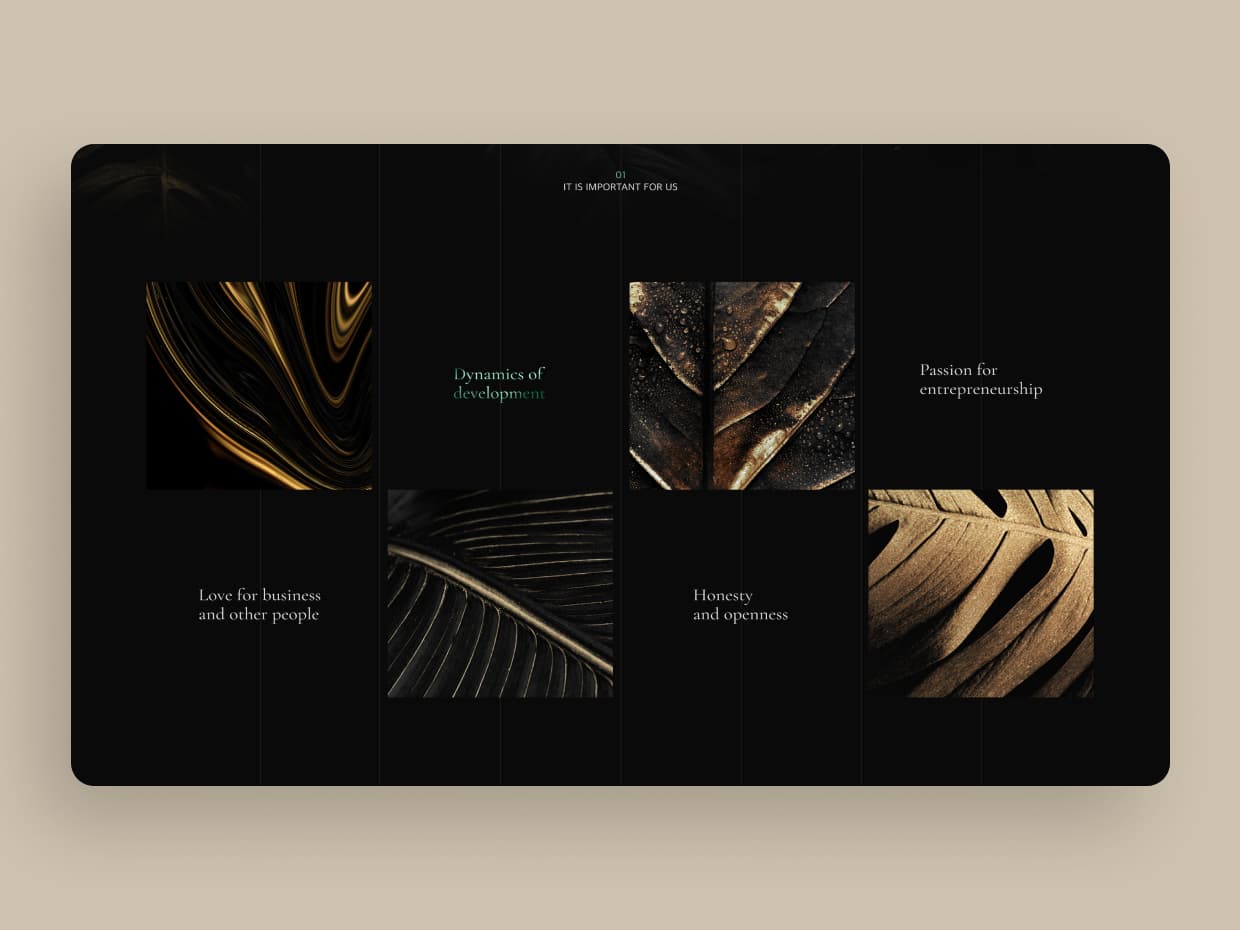 01
IT IS IMPORTANT FOR US
Dynamics of
development
Passion for
entrepreneurship
Love for business
and other people
Honesty
and openness